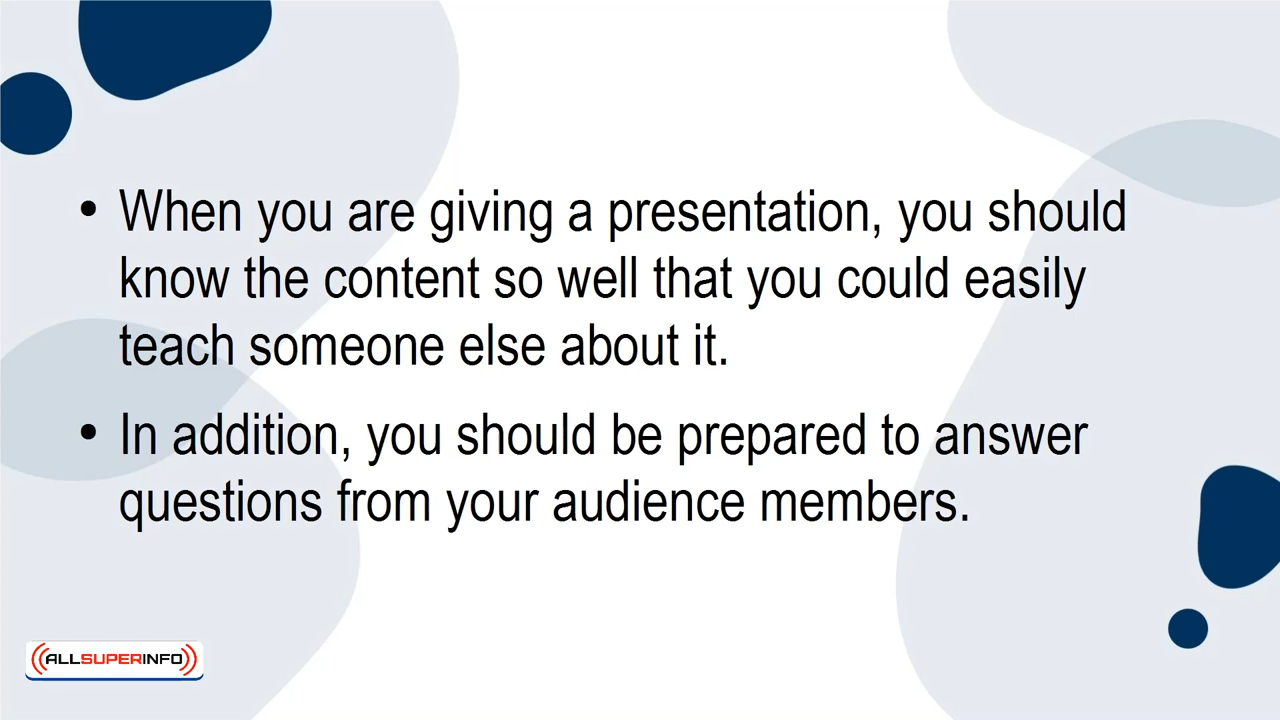 • When you are giving a presentation, you should
know the content so well that you could easily
teach someone else about it.
• In addition, you should be prepared to answer
questions from your audience members.
ALLSUPERINFO